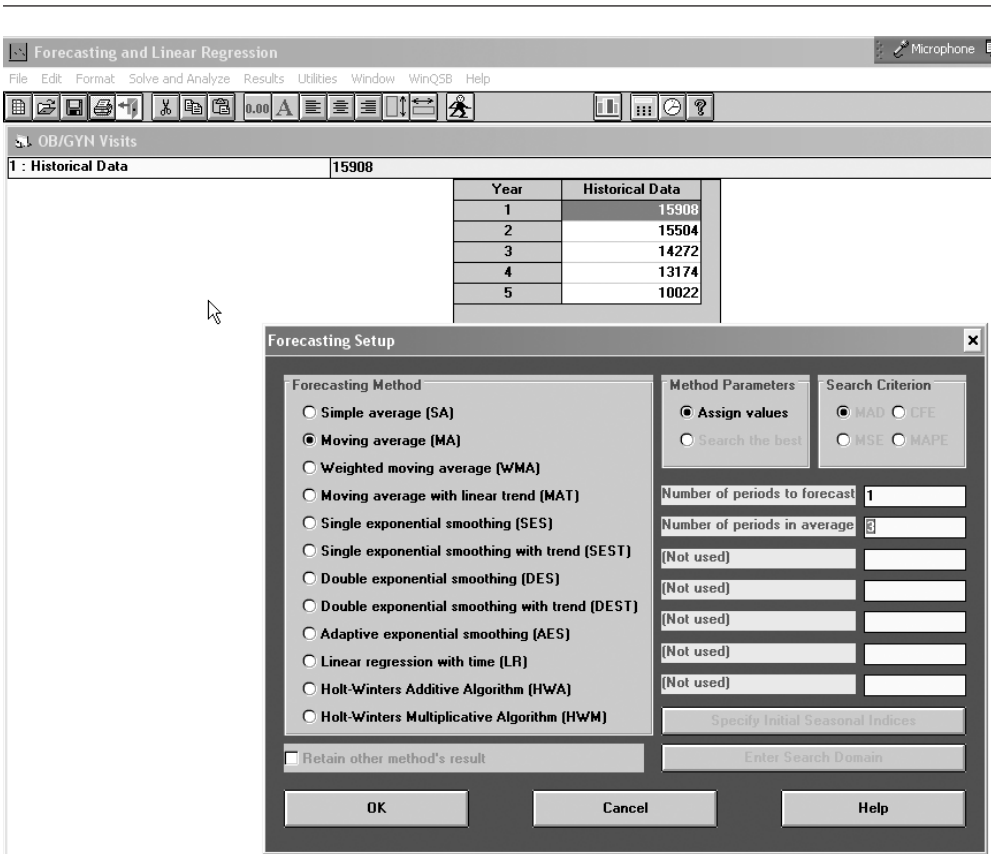 Forecasting and Linear Regression
Microphone
File Edit Format Solve and Analyze Results Utilities Window WinQSB Help
0.00 A
OB/GYN Visits
1 : Historical Data 15908
Year Historical Data
1 15908
2 15504
3 14272
4 13174
5 10022
Forecasting Setup
Forecasting Method
Simple average (SA)
Moving average (MA)
Weighted moving average (WMA)
Moving average with linear trend (MAT)
Single exponential smoothing (SES)
Single exponential smoothing with trend (SEST)
Double exponential smoothing (DES)
Double exponential smoothing with trend (DEST)
Adaptive exponential smoothing (AES)
Linear regression with time (LR)
Holt-Winters Additive Algorithm (HWA)
Holt-Winters Multiplicative Algorithm (HWM)
Retain other method's result
Method Parameters
Assign values
Search the best
Search Criterion
MAD CFE
MSE MAPE
Number of periods to forecast 1
Number of periods in average 3
(Not used)
(Not used)
(Not used)
(Not used)
(Not used)
Specify Initial Seasonal Indices
Enter Search Domain
OK Cancel Help